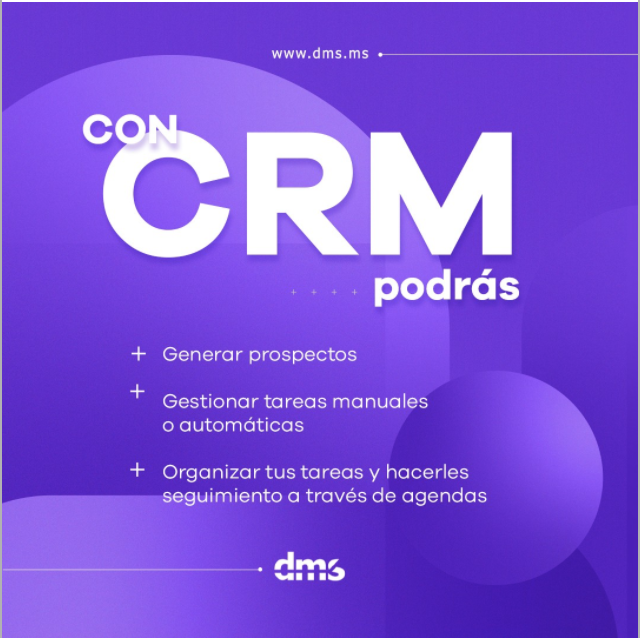 www.dms.ms
CON
CRM
podrás
+ Generar prospectos
+ Gestionar tareas manuales
o automáticas
+ Organizar tus tareas y hacerles
seguimiento a través de agendas
dms